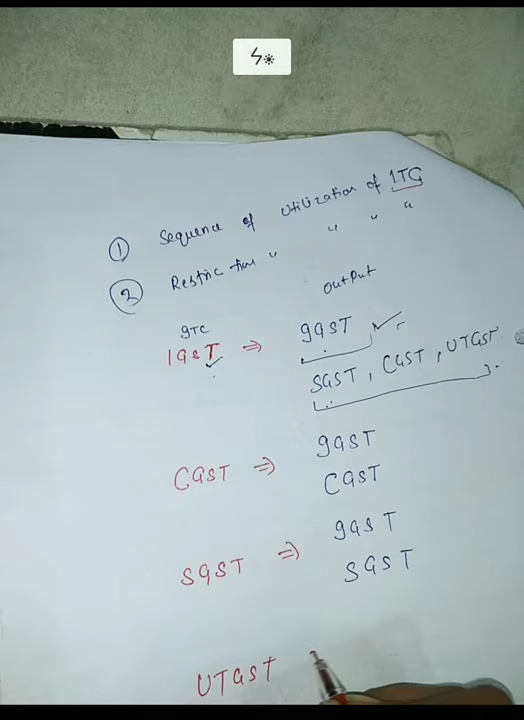 ① Sequence of Utilization of ITC
② Restriction " " " "
ITC output
IGST ⇒ IGST ✓
SGST, CGST, UTGST
CGST ⇒ IGST
CGST
SGST ⇒ IGST
SGST
UTGST